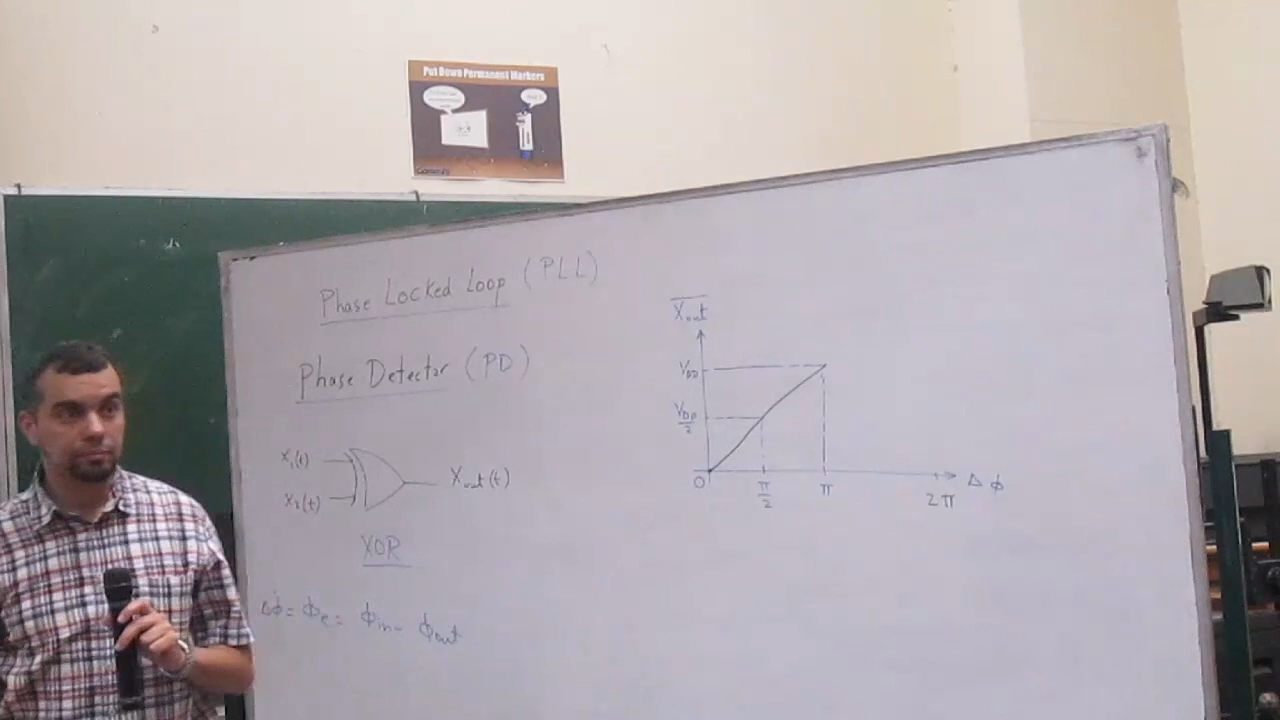 Put Down Permanent Markers
Phase Locked Loop (PLL)
Phase Detector (PD)
X₁(t)
X₂(t)
Xout(t)
XOR
Δϕ = ϕe = ϕin - ϕout
X̅o̅u̅t̅
VDD
VDD/2
0
π/2
π
2π
Δϕ